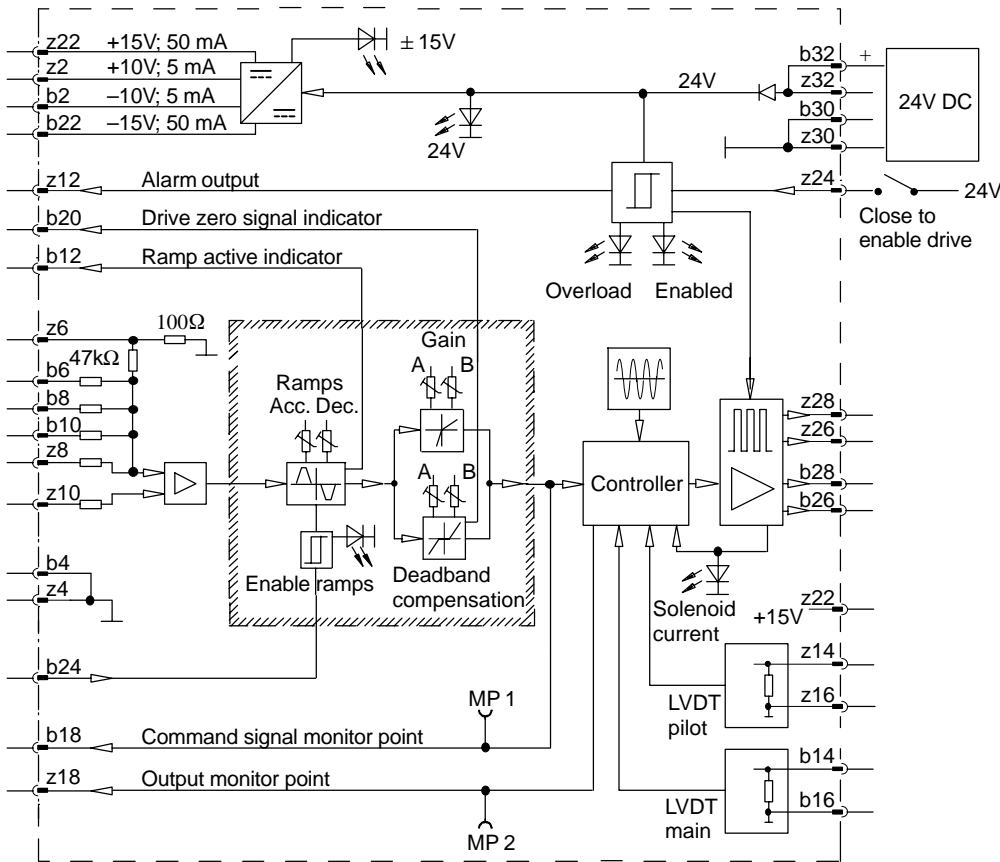 z22 +15V; 50 mA
z2 +10V; 5 mA
b2 –10V; 5 mA
b22 –15V; 50 mA
± 15V
24V
24V
b32 +
z32
b30
z30
24V DC
z12 Alarm output
z24
24V
Close to
enable drive
b20 Drive zero signal indicator
b12 Ramp active indicator
Overload
Enabled
z6
100Ω
47kΩ
b6
b8
b10
z8
z10
Ramps
Acc. Dec.
Gain
A B
A B
Deadband
compensation
Enable ramps
Controller
z28
z26
b28
b26
Solenoid
current
b4
z4
b24
z22
+15V
z14
z16
LVDT
pilot
b14
b16
LVDT
main
MP 1
b18 Command signal monitor point
z18 Output monitor point
MP 2